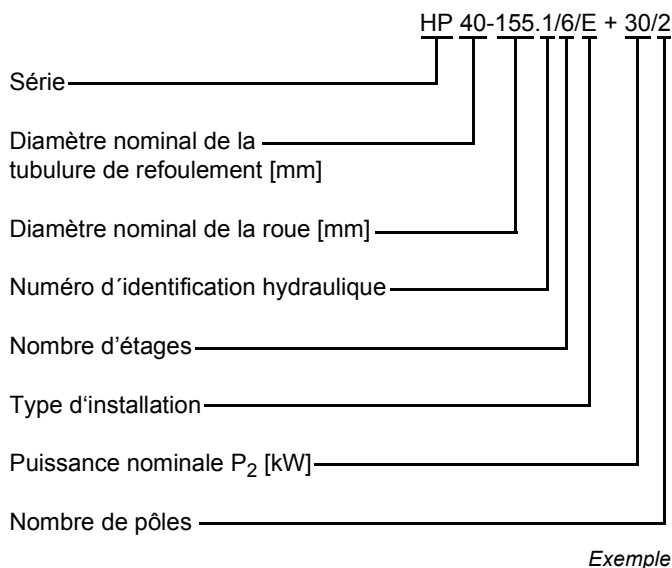 HP 40-155.1/6/E + 30/2
Série
Diamètre nominal de la
tubulure de refoulement [mm]
Diamètre nominal de la roue [mm]
Numéro d´identification hydraulique
Nombre d’étages
Type d‘installation
Puissance nominale P2 [kW]
Nombre de pôles
Exemple